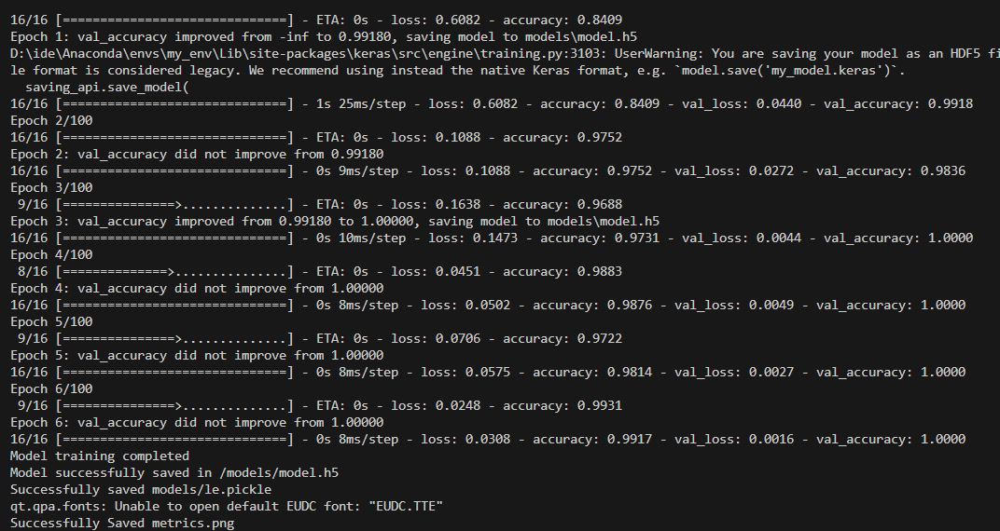 16/16 [==============================] - ETA: 0s - loss: 0.6082 - accuracy: 0.8409
Epoch 1: val_accuracy improved from -inf to 0.99180, saving model to models\model.h5
D:\ide\Anaconda\envs\my_env\Lib\site-packages\keras\src\engine\training.py:3103: UserWarning: You are saving your model as an HDF5 fi
le format is considered legacy. We recommend using instead the native Keras format, e.g. `model.save('my_model.keras')`.
  saving_api.save_model(
16/16 [==============================] - 1s 25ms/step - loss: 0.6082 - accuracy: 0.8409 - val_loss: 0.0440 - val_accuracy: 0.9918
Epoch 2/100
16/16 [==============================] - ETA: 0s - loss: 0.1088 - accuracy: 0.9752
Epoch 2: val_accuracy did not improve from 0.99180
16/16 [==============================] - 0s 9ms/step - loss: 0.1088 - accuracy: 0.9752 - val_loss: 0.0272 - val_accuracy: 0.9836
Epoch 3/100
 9/16 [===============>..............] - ETA: 0s - loss: 0.1638 - accuracy: 0.9688
Epoch 3: val_accuracy improved from 0.99180 to 1.00000, saving model to models\model.h5
16/16 [==============================] - 0s 10ms/step - loss: 0.1473 - accuracy: 0.9731 - val_loss: 0.0044 - val_accuracy: 1.0000
Epoch 4/100
 8/16 [==============>...............] - ETA: 0s - loss: 0.0451 - accuracy: 0.9883
Epoch 4: val_accuracy did not improve from 1.00000
16/16 [==============================] - 0s 8ms/step - loss: 0.0502 - accuracy: 0.9876 - val_loss: 0.0049 - val_accuracy: 1.0000
Epoch 5/100
 9/16 [===============>..............] - ETA: 0s - loss: 0.0706 - accuracy: 0.9722
Epoch 5: val_accuracy did not improve from 1.00000
16/16 [==============================] - 0s 8ms/step - loss: 0.0575 - accuracy: 0.9814 - val_loss: 0.0027 - val_accuracy: 1.0000
Epoch 6/100
 9/16 [===============>..............] - ETA: 0s - loss: 0.0248 - accuracy: 0.9931
Epoch 6: val_accuracy did not improve from 1.00000
16/16 [==============================] - 0s 8ms/step - loss: 0.0308 - accuracy: 0.9917 - val_loss: 0.0016 - val_accuracy: 1.0000
Model training completed
Model successfully saved in /models/model.h5
Successfully saved models/le.pickle
qt.qpa.fonts: Unable to open default EUDC font: "EUDC.TTE"
Successfully Saved metrics.png